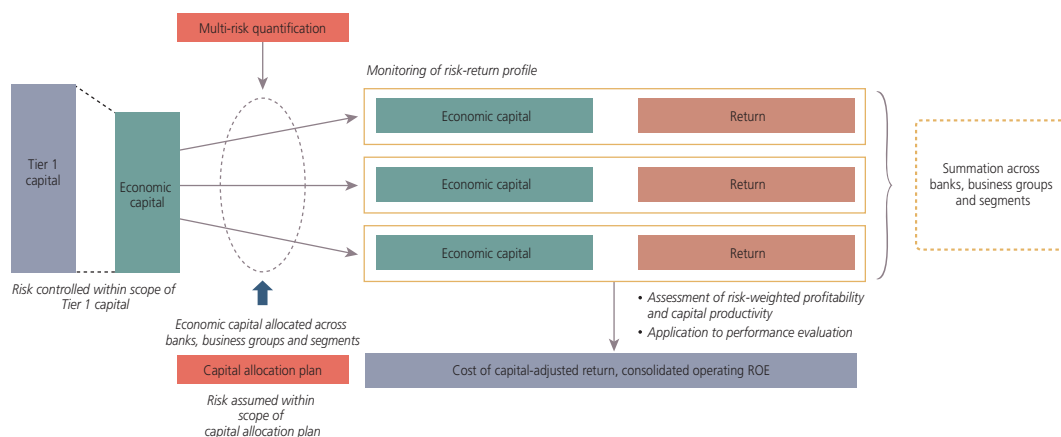 Multi-risk quantification
Monitoring of risk-return profile
Tier 1
capital
Economic
capital
Economic capital
Return
Economic capital
Return
Economic capital
Return
Summation across
banks, business groups
and segments
Risk controlled within scope of
Tier 1 capital
Economic capital allocated across
banks, business groups and segments
Capital allocation plan
Risk assumed within
scope of
capital allocation plan
• Assessment of risk-weighted profitability
and capital productivity
• Application to performance evaluation
Cost of capital-adjusted return, consolidated operating ROE